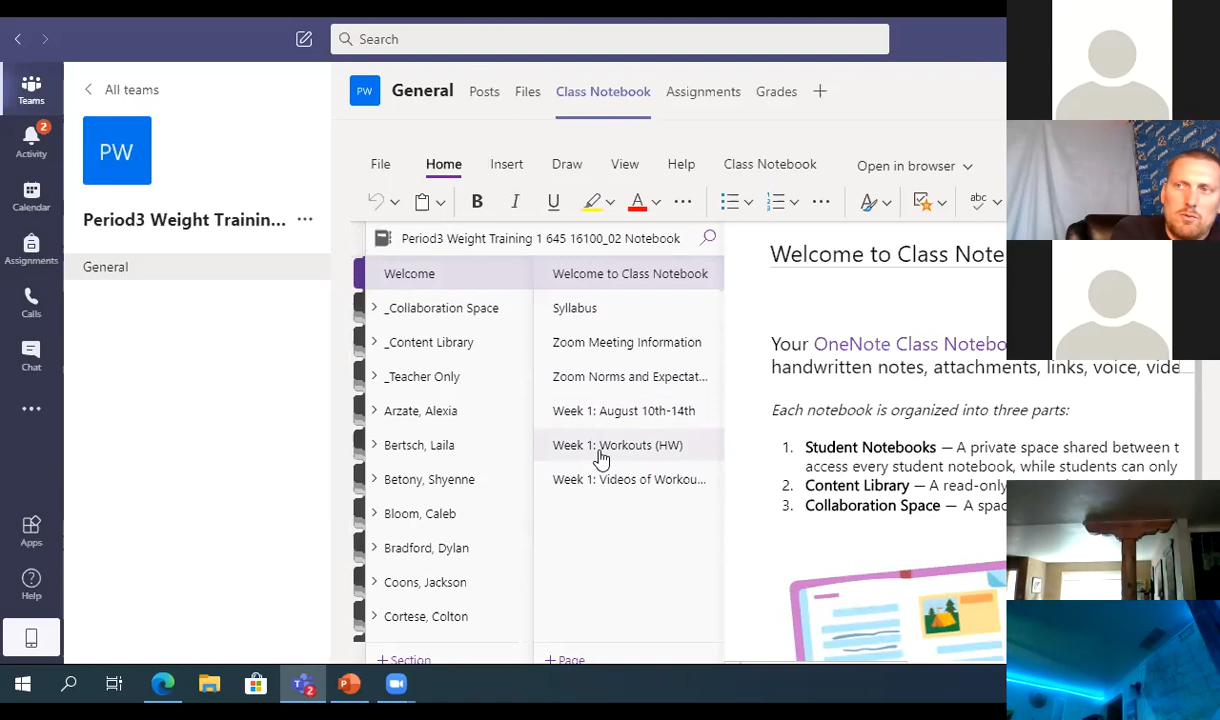 Search
Teams
Activity
2
Calendar
Assignments
Calls
Chat
Apps
Help
All teams
PW
Period3 Weight Trainin... ···
General
PW General Posts Files Class Notebook Assignments Grades +
File Home Insert Draw View Help Class Notebook Open in browser
B I U A abc
Period3 Weight Training 1 645 16100_02 Notebook
Welcome
_Collaboration Space
_Content Library
_Teacher Only
Arzate, Alexia
Bertsch, Laila
Betony, Shyenne
Bloom, Caleb
Bradford, Dylan
Coons, Jackson
Cortese, Colton
+ Section
Welcome to Class Notebook
Syllabus
Zoom Meeting Information
Zoom Norms and Expectat...
Week 1: August 10th-14th
Week 1: Workouts (HW)
Week 1: Videos of Workou...
+ Page
Welcome to Class Note
Your OneNote Class Notebo
handwritten notes, attachments, links, voice, vide
Each notebook is organized into three parts:
1. Student Notebooks — A private space shared between t
access every student notebook, while students can only
2. Content Library — A read-only
3. Collaboration Space — A spac
2